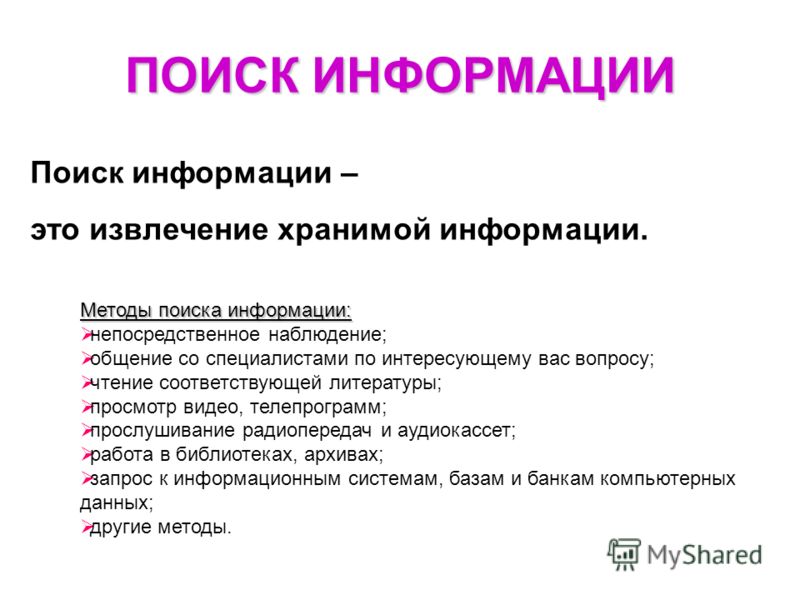 ПОИСК ИНФОРМАЦИИ
Поиск информации –
это извлечение хранимой информации.
Методы поиска информации:
непосредственное наблюдение;
общение со специалистами по интересующему вас вопросу;
чтение соответствующей литературы;
просмотр видео, телепрограмм;
прослушивание радиопередач и аудиокассет;
работа в библиотеках, архивах;
запрос к информационным системам, базам и банкам компьютерных
данных;
другие методы.
MyShared